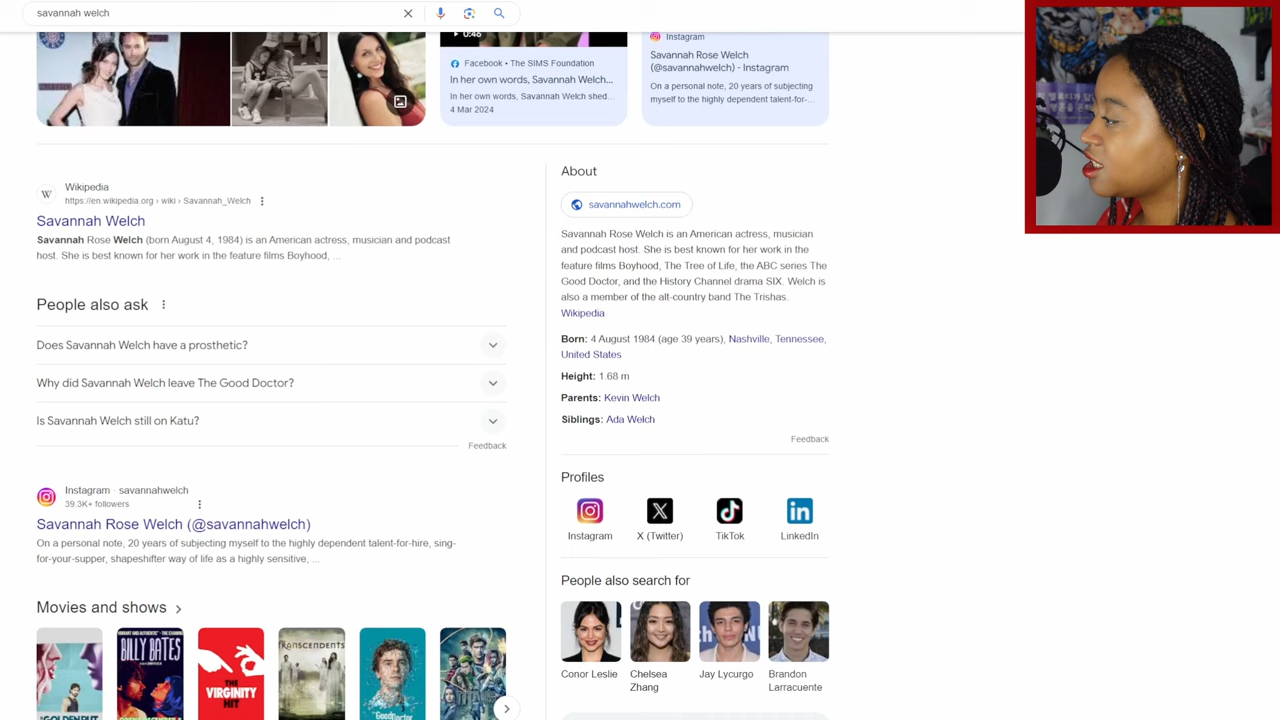 savannah welch
0:46
Facebook • The SIMS Foundation
In her own words, Savannah Welch...
In her own words, Savannah Welch shed...
4 Mar 2024
Instagram
Savannah Rose Welch
(@savannahwelch) - Instagram
On a personal note, 20 years of subjecting
myself to the highly dependent talent-for-...
W Wikipedia
https://en.wikipedia.org › wiki › Savannah_Welch
Savannah Welch
Savannah Rose Welch (born August 4, 1984) is an American actress, musician and podcast
host. She is best known for her work in the feature films Boyhood, ...
People also ask
Does Savannah Welch have a prosthetic?
Why did Savannah Welch leave The Good Doctor?
Is Savannah Welch still on Katu?
Feedback
Instagram · savannahwelch
39.3K+ followers
Savannah Rose Welch (@savannahwelch)
On a personal note, 20 years of subjecting myself to the highly dependent talent-for-hire, sing-
for-your-supper, shapeshifter way of life as a highly sensitive, ...
Movies and shows
BILLY BATES
THE
VIRGINITY
HIT
TRANSCENDENTS
About
savannahwelch.com
Savannah Rose Welch is an American actress, musician
and podcast host. She is best known for her work in the
feature films Boyhood, The Tree of Life, the ABC series The
Good Doctor, and the History Channel drama SIX. Welch is
also a member of the alt-country band The Trishas.
Wikipedia
Born: 4 August 1984 (age 39 years), Nashville, Tennessee,
United States
Height: 1.68 m
Parents: Kevin Welch
Siblings: Ada Welch
Feedback
Profiles
Instagram X (Twitter) TikTok LinkedIn
People also search for
Conor Leslie Chelsea Jay Lycurgo Brandon
Zhang Larracuente